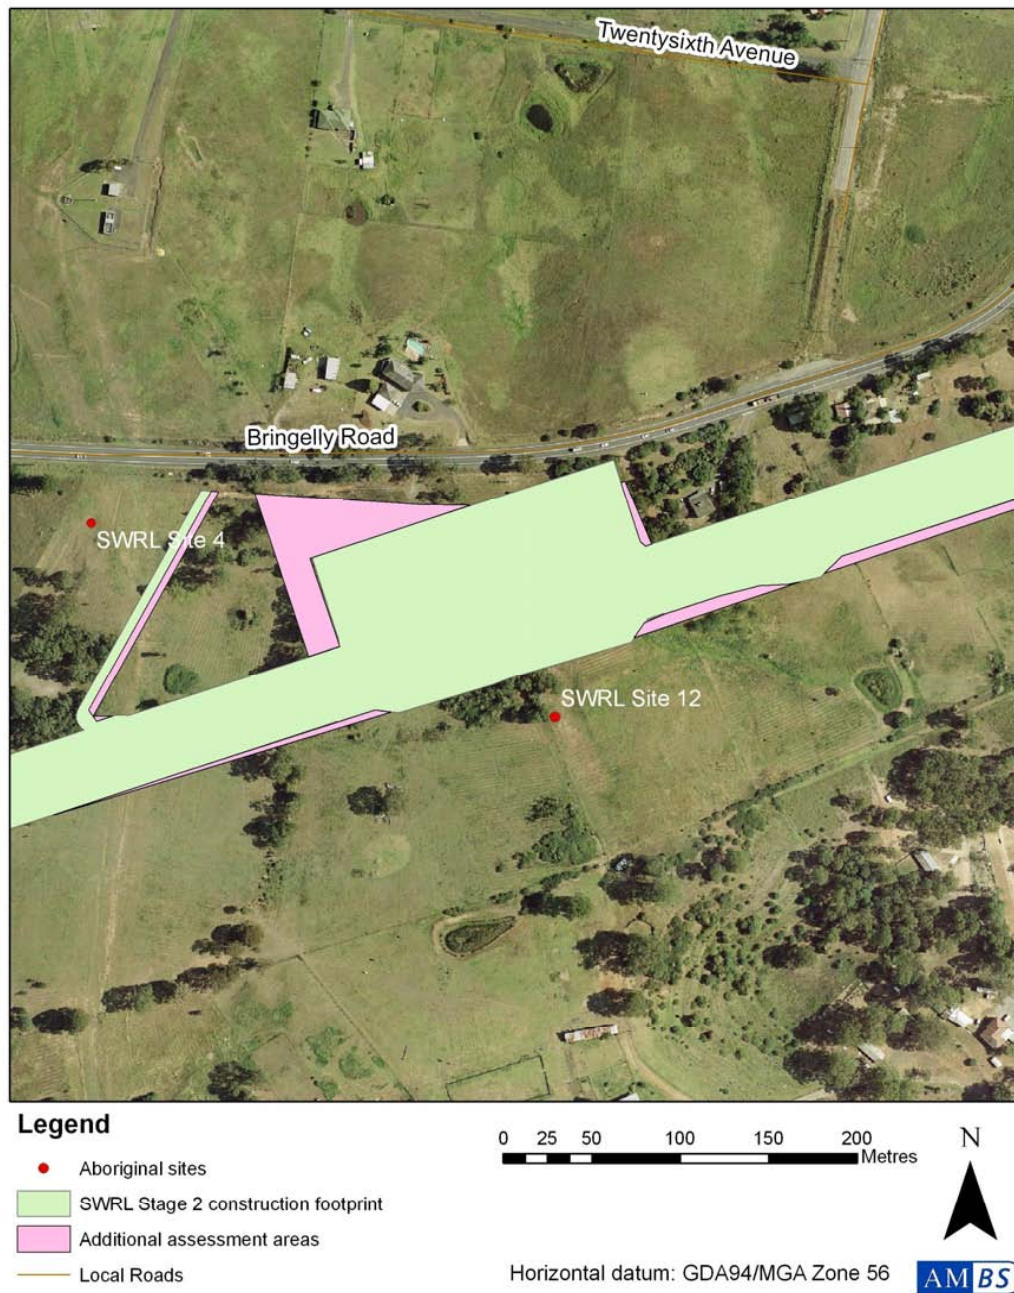 Twentysixth Avenue
Bringelly Road
SWRL Site 4
SWRL Site 12
Legend
Aboriginal sites
SWRL Stage 2 construction footprint
Additional assessment areas
Local Roads
0 25 50 100 150 200
Metres
N
Horizontal datum: GDA94/MGA Zone 56
AMBS